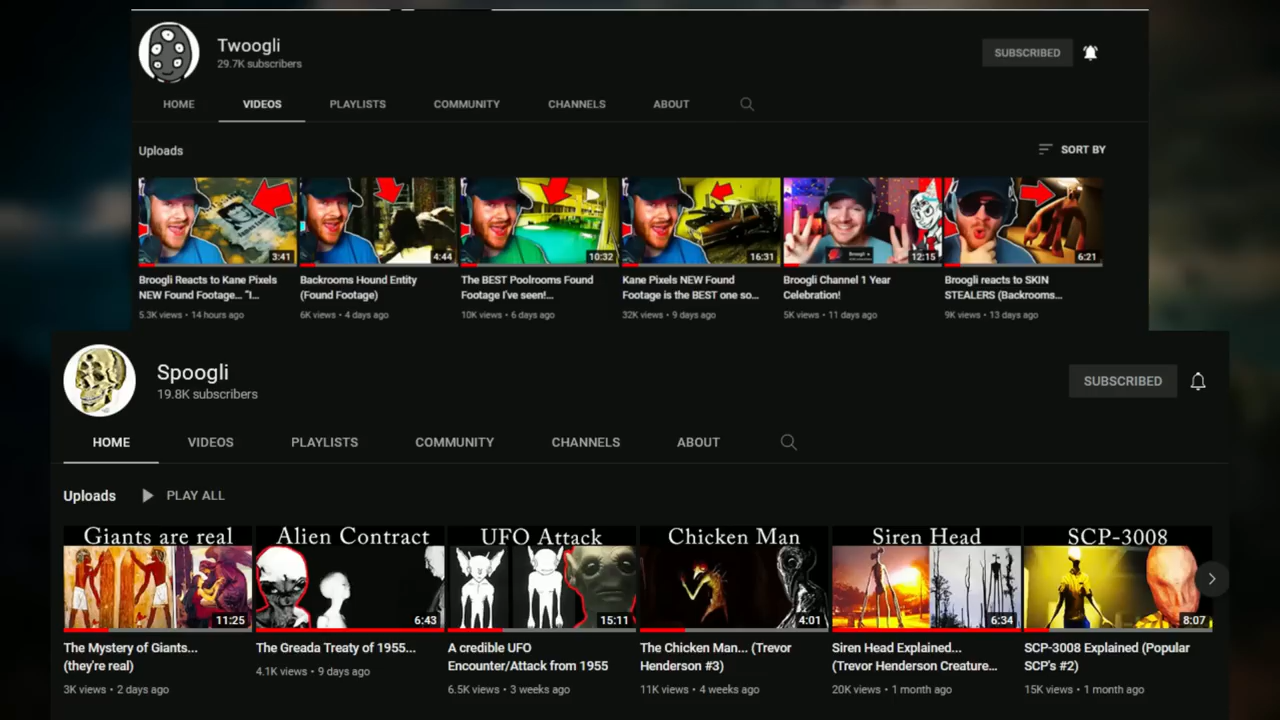 Twoogli
29.7K subscribers
SUBSCRIBED
HOME VIDEOS PLAYLISTS COMMUNITY CHANNELS ABOUT
Uploads
SORT BY
3:41 4:44 10:32 16:31 12:15 6:21
Broogli Reacts to Kane Pixels
NEW Found Footage... "I...
5.3K views • 14 hours ago
Backrooms Hound Entity
(Found Footage)
6K views • 4 days ago
The BEST Poolrooms Found
Footage I've seen!...
10K views • 6 days ago
Kane Pixels NEW Found
Footage is the BEST one so...
32K views • 9 days ago
Broogli Channel 1 Year
Celebration!
5K views • 11 days ago
Broogli reacts to SKIN
STEALERS (Backrooms...
9K views • 13 days ago
Spoogli
19.8K subscribers
SUBSCRIBED
HOME VIDEOS PLAYLISTS COMMUNITY CHANNELS ABOUT
Uploads PLAY ALL
Giants are real
11:25
The Mystery of Giants...
(they're real)
3K views • 2 days ago
Alien Contract
6:43
The Greada Treaty of 1955...
4.1K views • 9 days ago
UFO Attack
15:11
A credible UFO
Encounter/Attack from 1955
6.5K views • 3 weeks ago
Chicken Man
4:01
The Chicken Man... (Trevor
Henderson #3)
11K views • 4 weeks ago
Siren Head
6:34
Siren Head Explained...
(Trevor Henderson Creature...
20K views • 1 month ago
SCP-3008
8:07
SCP-3008 Explained (Popular
SCP's #2)
15K views • 1 month ago